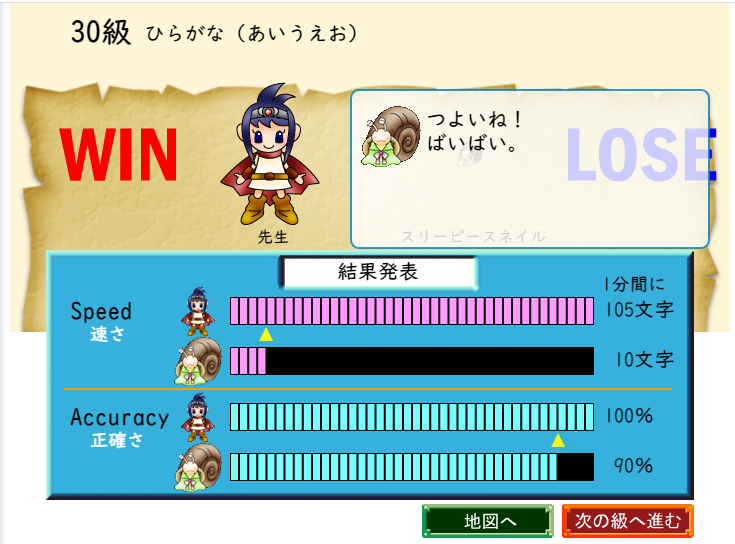 30級 ひらがな（あいうえお）
WIN
つよいね！
ばいばい。
LOSE
先生
スリーピースネイル
結果発表
1分間に
Speed
速さ
105文字
10文字
Accuracy
正確さ
100%
90%
地図へ
次の級へ進む